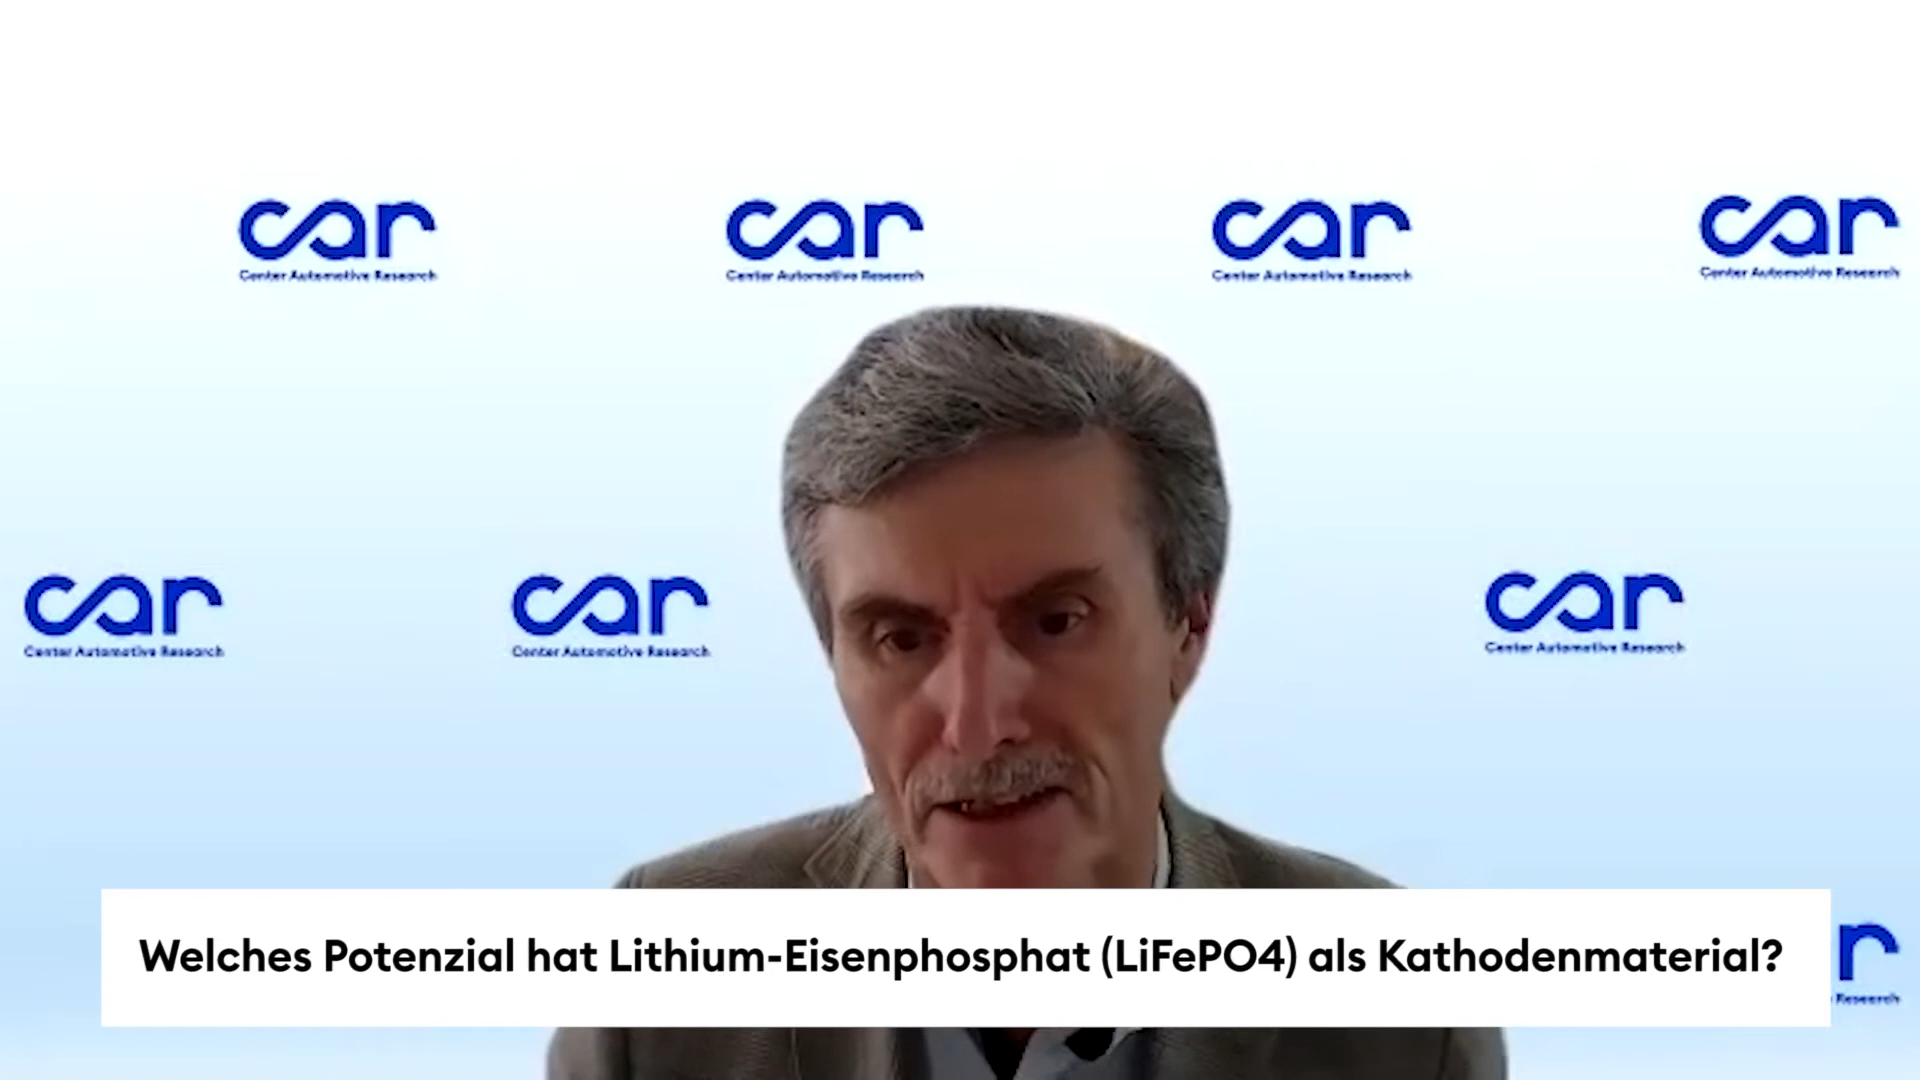 car
Center Automotive Research
car
Center Automotive Research
car
Center Automotive Research
car
Center Automotive Research
car
Center Automotive Research
car
Center Automotive Research
car
Center Automotive Research
Welches Potenzial hat Lithium-Eisenphosphat (LiFePO4) als Kathodenmaterial?
r
Research